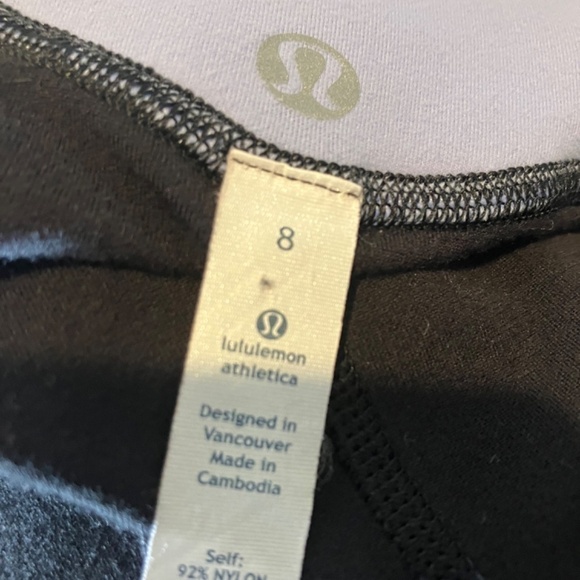 8
lululemon
athletica
Designed in
Vancouver
Made in
Cambodia
Self:
92% NYLON